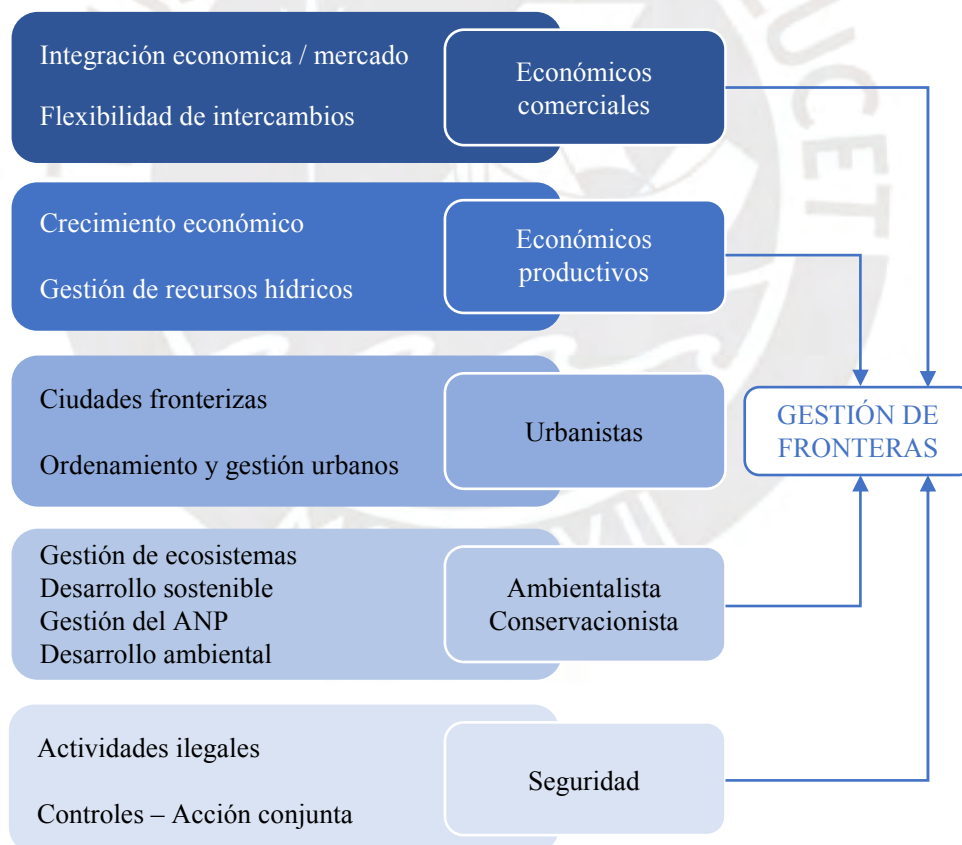 Integración economica / mercado
Flexibilidad de intercambios
Económicos
comerciales
Crecimiento económico
Gestión de recursos hídricos
Económicos
productivos
Ciudades fronterizas
Ordenamiento y gestión urbanos
Urbanistas
GESTIÓN DE
FRONTERAS
Gestión de ecosistemas
Desarrollo sostenible
Gestión del ANP
Desarrollo ambiental
Ambientalista
Conservacionista
Actividades ilegales
Controles – Acción conjunta
Seguridad